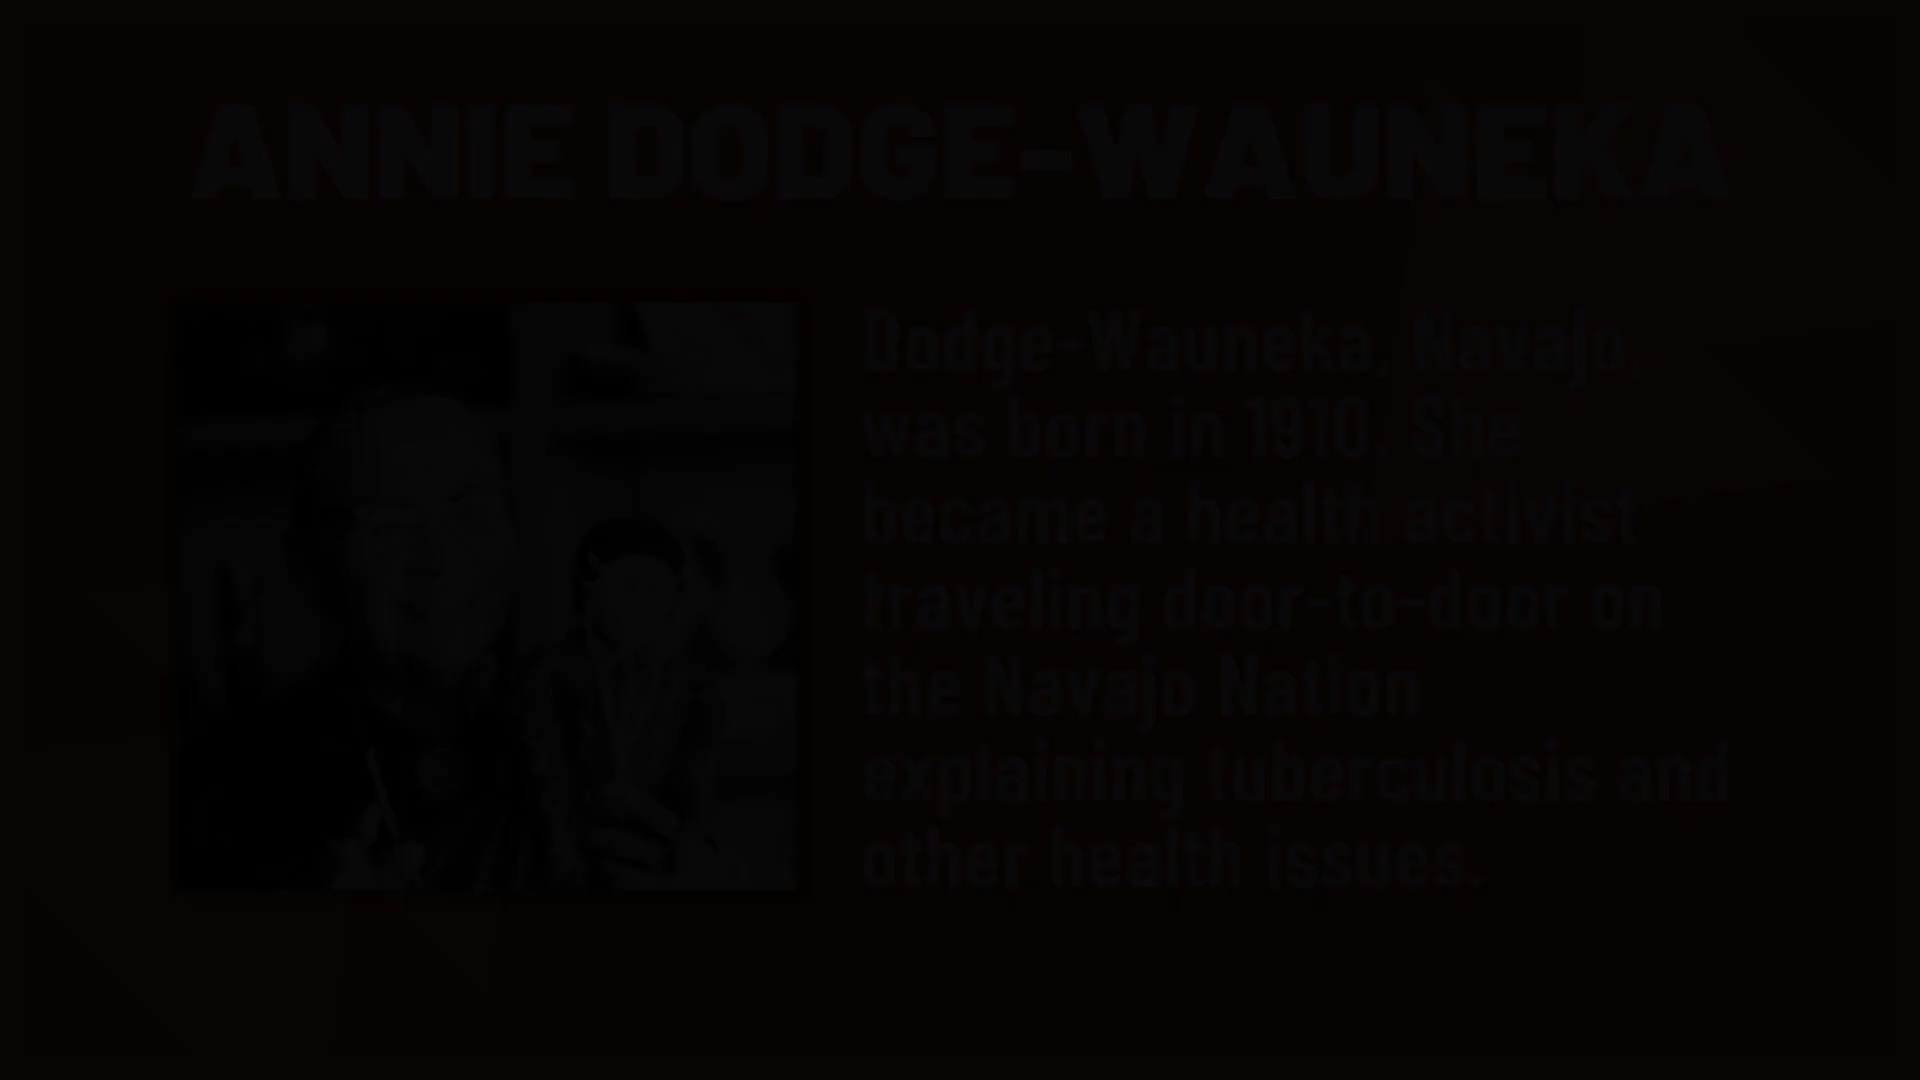 ANNIE DODGE-WAUNEKA
Dodge-Wauneka, Navajo,
was born in 1910. She
became a health activist
traveling door-to-door on
the Navajo Nation
explaining tuberculosis and
other health issues.